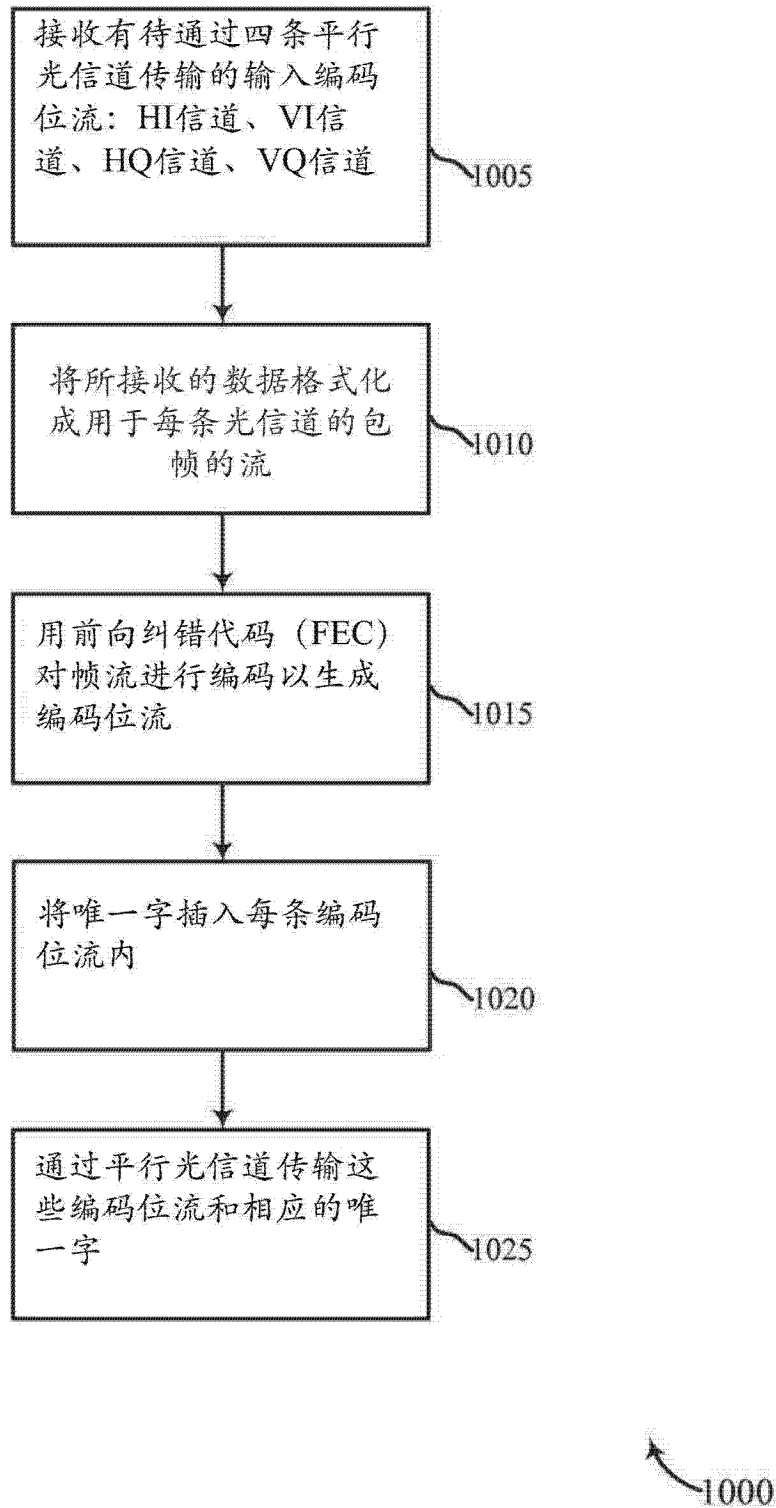 接收有待通过四条平行
光信道传输的输入编码
位流：HI信道、VI信
道、HQ信道、VQ信道
1005
将所接收的数据格式化
成用于每条光信道的包
帧的流
1010
用前向纠错代码（FEC）
对帧流进行编码以生成
编码位流
1015
将唯一字插入每条编码
位流内
1020
通过平行光信道传输这
些编码位流和相应的唯
一字
1025
1000